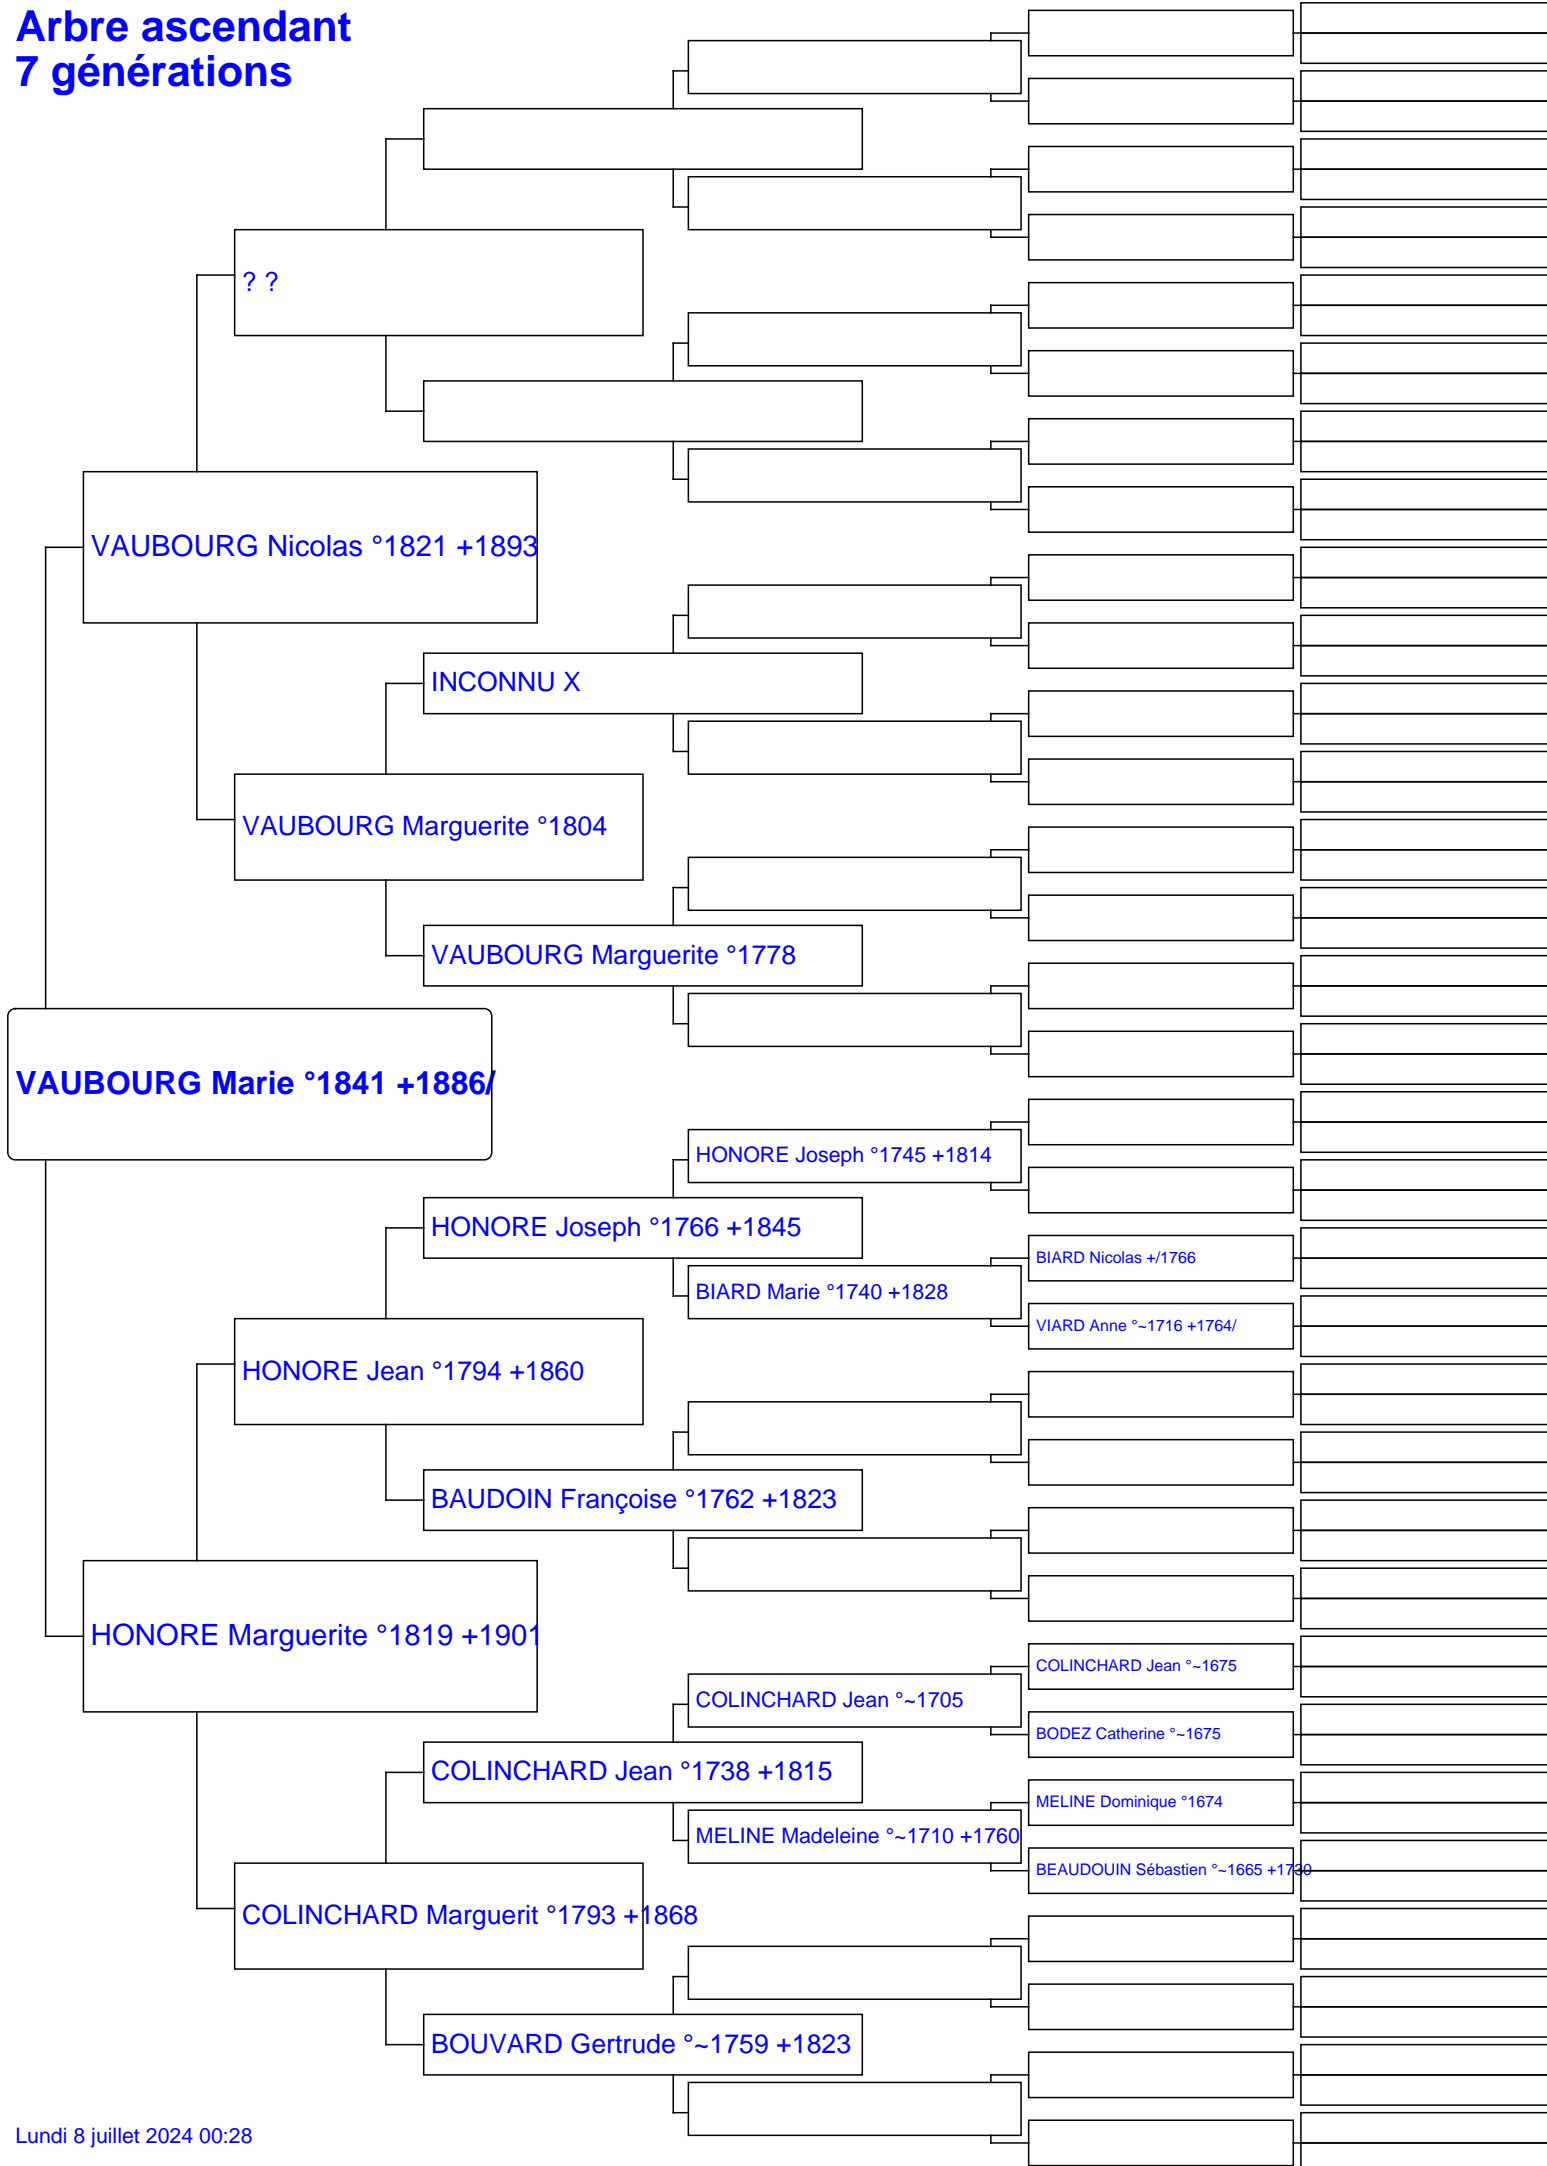 Arbre ascendant
7 générations
? ?
VAUBOURG Nicolas °1821 +1893
INCONNU X
VAUBOURG Marguerite °1804
VAUBOURG Marguerite °1778
VAUBOURG Marie °1841 +1886/
HONORE Joseph °1745 +1814
HONORE Joseph °1766 +1845
BIARD Nicolas +/1766
BIARD Marie °1740 +1828
VIARD Anne °~1716 +1764/
HONORE Jean °1794 +1860
BAUDOIN Françoise °1762 +1823
HONORE Marguerite °1819 +1901
COLINCHARD Jean °~1675
COLINCHARD Jean °~1705
BODEZ Catherine °~1675
COLINCHARD Jean °1738 +1815
MELINE Dominique °1674
MELINE Madeleine °~1710 +1760
BEAUDOUIN Sébastien °~1665 +1730
COLINCHARD Marguerit °1793 +1868
BOUVARD Gertrude °~1759 +1823
Lundi 8 juillet 2024 00:28